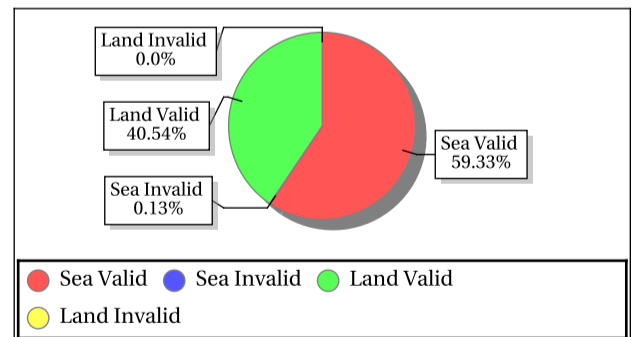 Land Invalid
0.0%
Land Valid
40.54%
Sea Valid
59.33%
Sea Invalid
0.13%
Sea Valid Sea Invalid Land Valid
Land Invalid